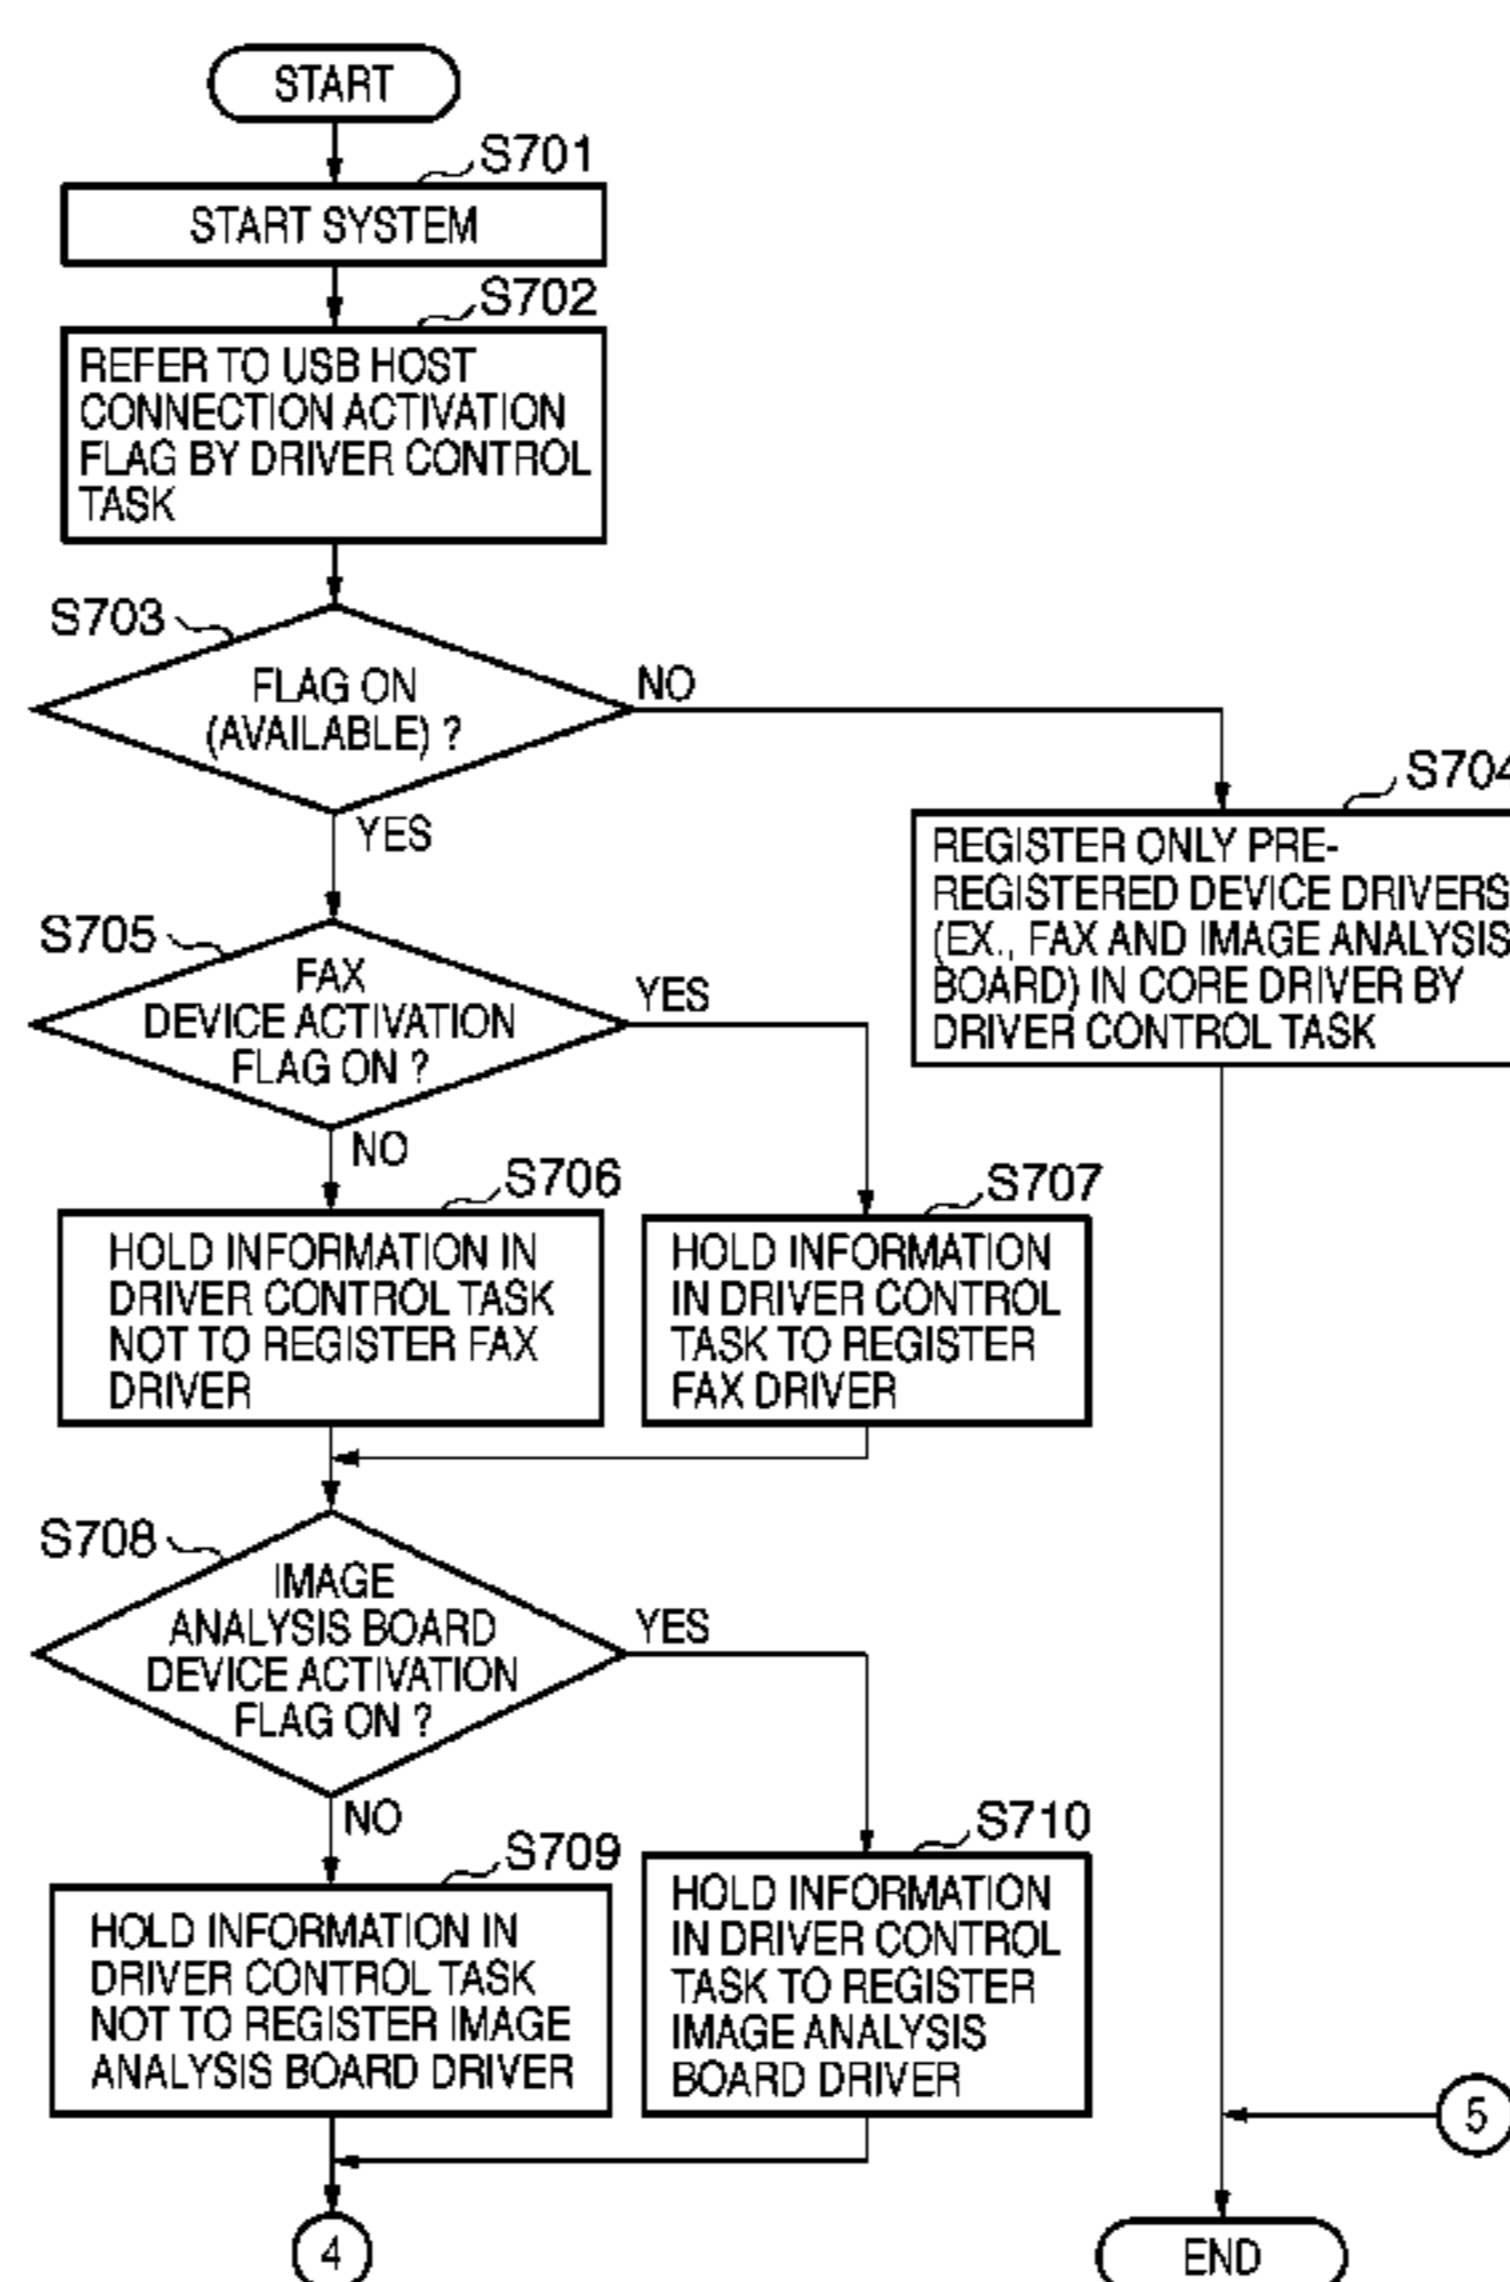 START
S701
START SYSTEM
S702
REFER TO USB HOST
CONNECTION ACTIVATION
FLAG BY DRIVER CONTROL
TASK
S703
FLAG ON
(AVAILABLE) ?
NO
YES
S704
REGISTER ONLY PRE-
REGISTERED DEVICE DRIVERS
(EX., FAX AND IMAGE ANALYSIS
BOARD) IN CORE DRIVER BY
DRIVER CONTROL TASK
S705
FAX
DEVICE ACTIVATION
FLAG ON ?
YES
NO
S706
HOLD INFORMATION IN
DRIVER CONTROL TASK
NOT TO REGISTER FAX
DRIVER
S707
HOLD INFORMATION
IN DRIVER CONTROL
TASK TO REGISTER
FAX DRIVER
S708
IMAGE
ANALYSIS BOARD
DEVICE ACTIVATION
FLAG ON ?
YES
NO
S709
HOLD INFORMATION IN
DRIVER CONTROL TASK
NOT TO REGISTER IMAGE
ANALYSIS BOARD DRIVER
S710
HOLD INFORMATION
IN DRIVER CONTROL
TASK TO REGISTER
IMAGE ANALYSIS
BOARD DRIVER
5
4
END